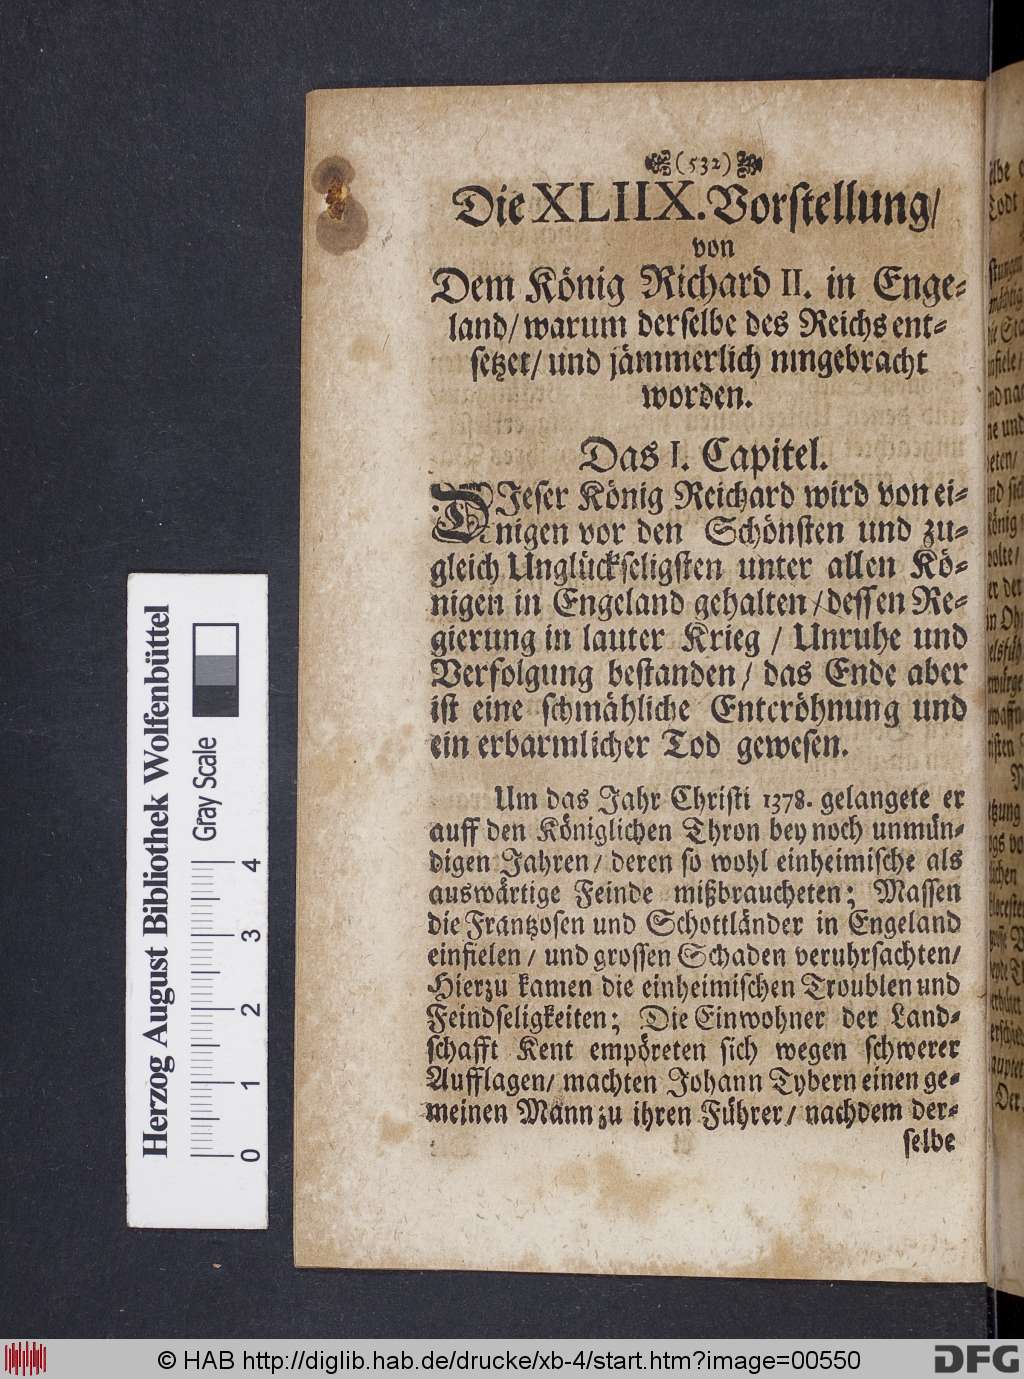 (532)
Die XLIIX. Vorstellung/
von
Dem König Richard II. in Enge-
land/ warum derselbe des Reichs ent-
setzet/ und jämmerlich umgebracht
worden.
Das I. Capitel.
DJeser König Reichard wird von ei-
nigen vor den Schönsten und zu-
gleich Unglückseligsten unter allen Kö-
nigen in Engeland gehalten/ dessen Re-
gierung in lauter Krieg / Unruhe und
Verfolgung bestanden/ das Ende aber
ist eine schmähliche Entcröhnung und
ein erbarmlicher Tod gewesen.
Um das Jahr Christi 1378. gelangete er
auff den Königlichen Thron bey noch unmün-
digen Jahren/ deren so wohl einheimische als
auswärtige Feinde mißbraucheten; Massen
die Frantzosen und Schottländer in Engeland
einfielen/ und grossen Schaden veruhrsachten/
Hierzu kamen die einheimischen Troublen und
Feindseligkeiten; Die Einwohner der Land-
schafft Kent empöreten sich wegen schwerer
Aufflagen/ machten Johann Tybern einen ge-
meinen Mann zu ihren Führer/ nachdem der-
selbe
Herzog August Bibliothek Wolfenbüttel
Gray Scale
0 1 2 3 4
© HAB http://diglib.hab.de/drucke/xb-4/start.htm?image=00550
DFG